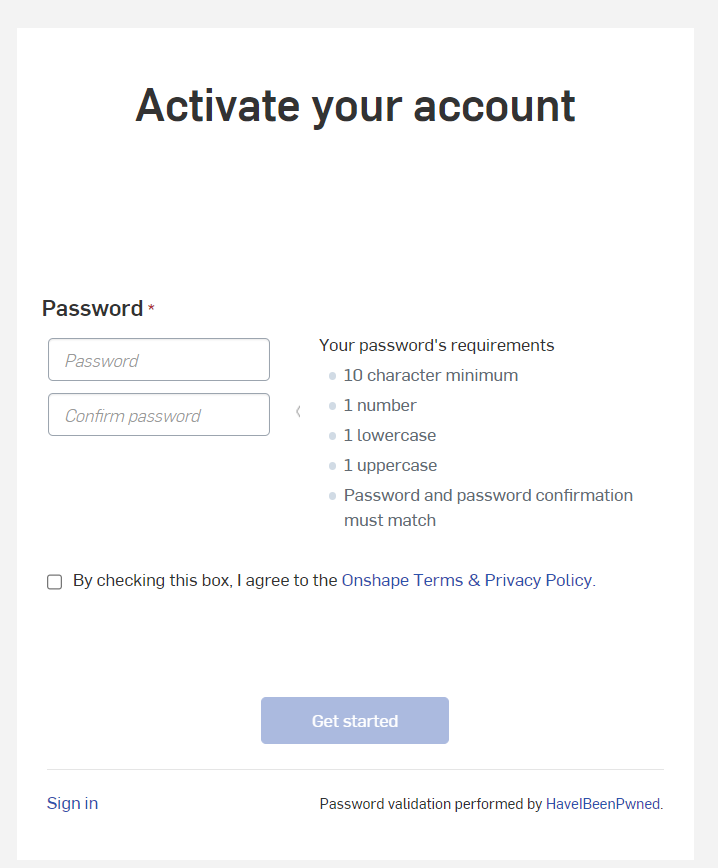 Activate your account
Password *
Password
Confirm password
Your password's requirements
10 character minimum
1 number
1 lowercase
1 uppercase
Password and password confirmation
must match
By checking this box, I agree to the Onshape Terms & Privacy Policy.
Get started
Sign in
Password validation performed by HaveIBeenPwned.